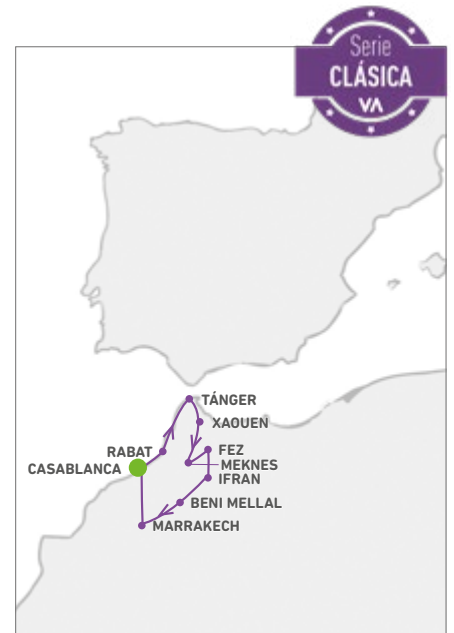 Serie
CLÁSICA
VA
TÁNGER
XAOUEN
RABAT
FEZ
CASABLANCA
MEKNES
IFRAN
BENI MELLAL
MARRAKECH